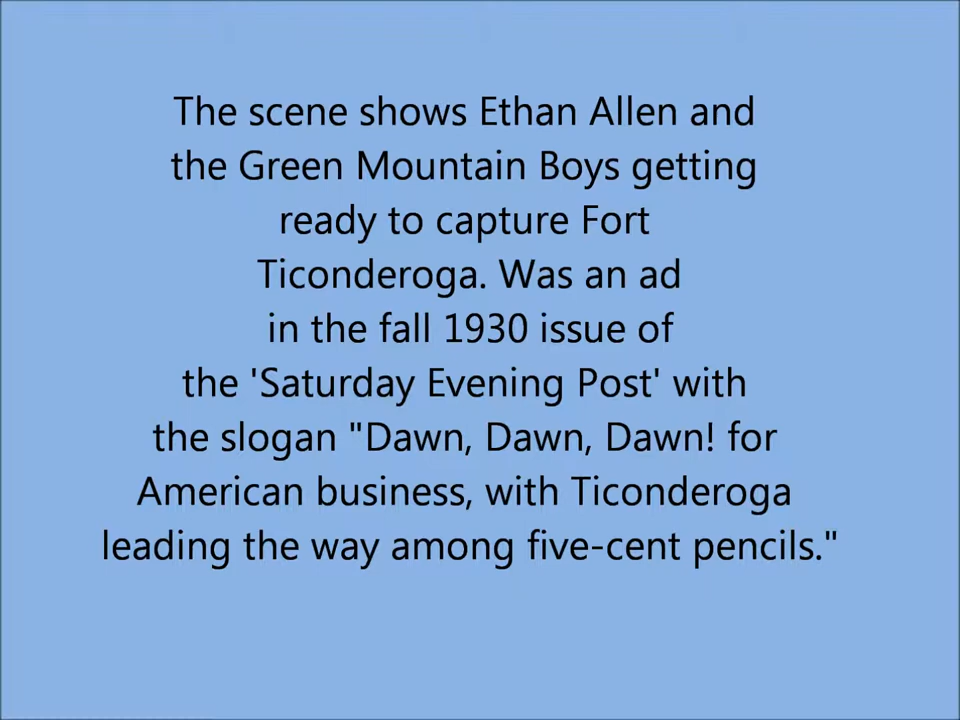 The scene shows Ethan Allen and
the Green Mountain Boys getting
ready to capture Fort
Ticonderoga. Was an ad
in the fall 1930 issue of
the 'Saturday Evening Post' with
the slogan "Dawn, Dawn, Dawn! for
American business, with Ticonderoga
leading the way among five-cent pencils."